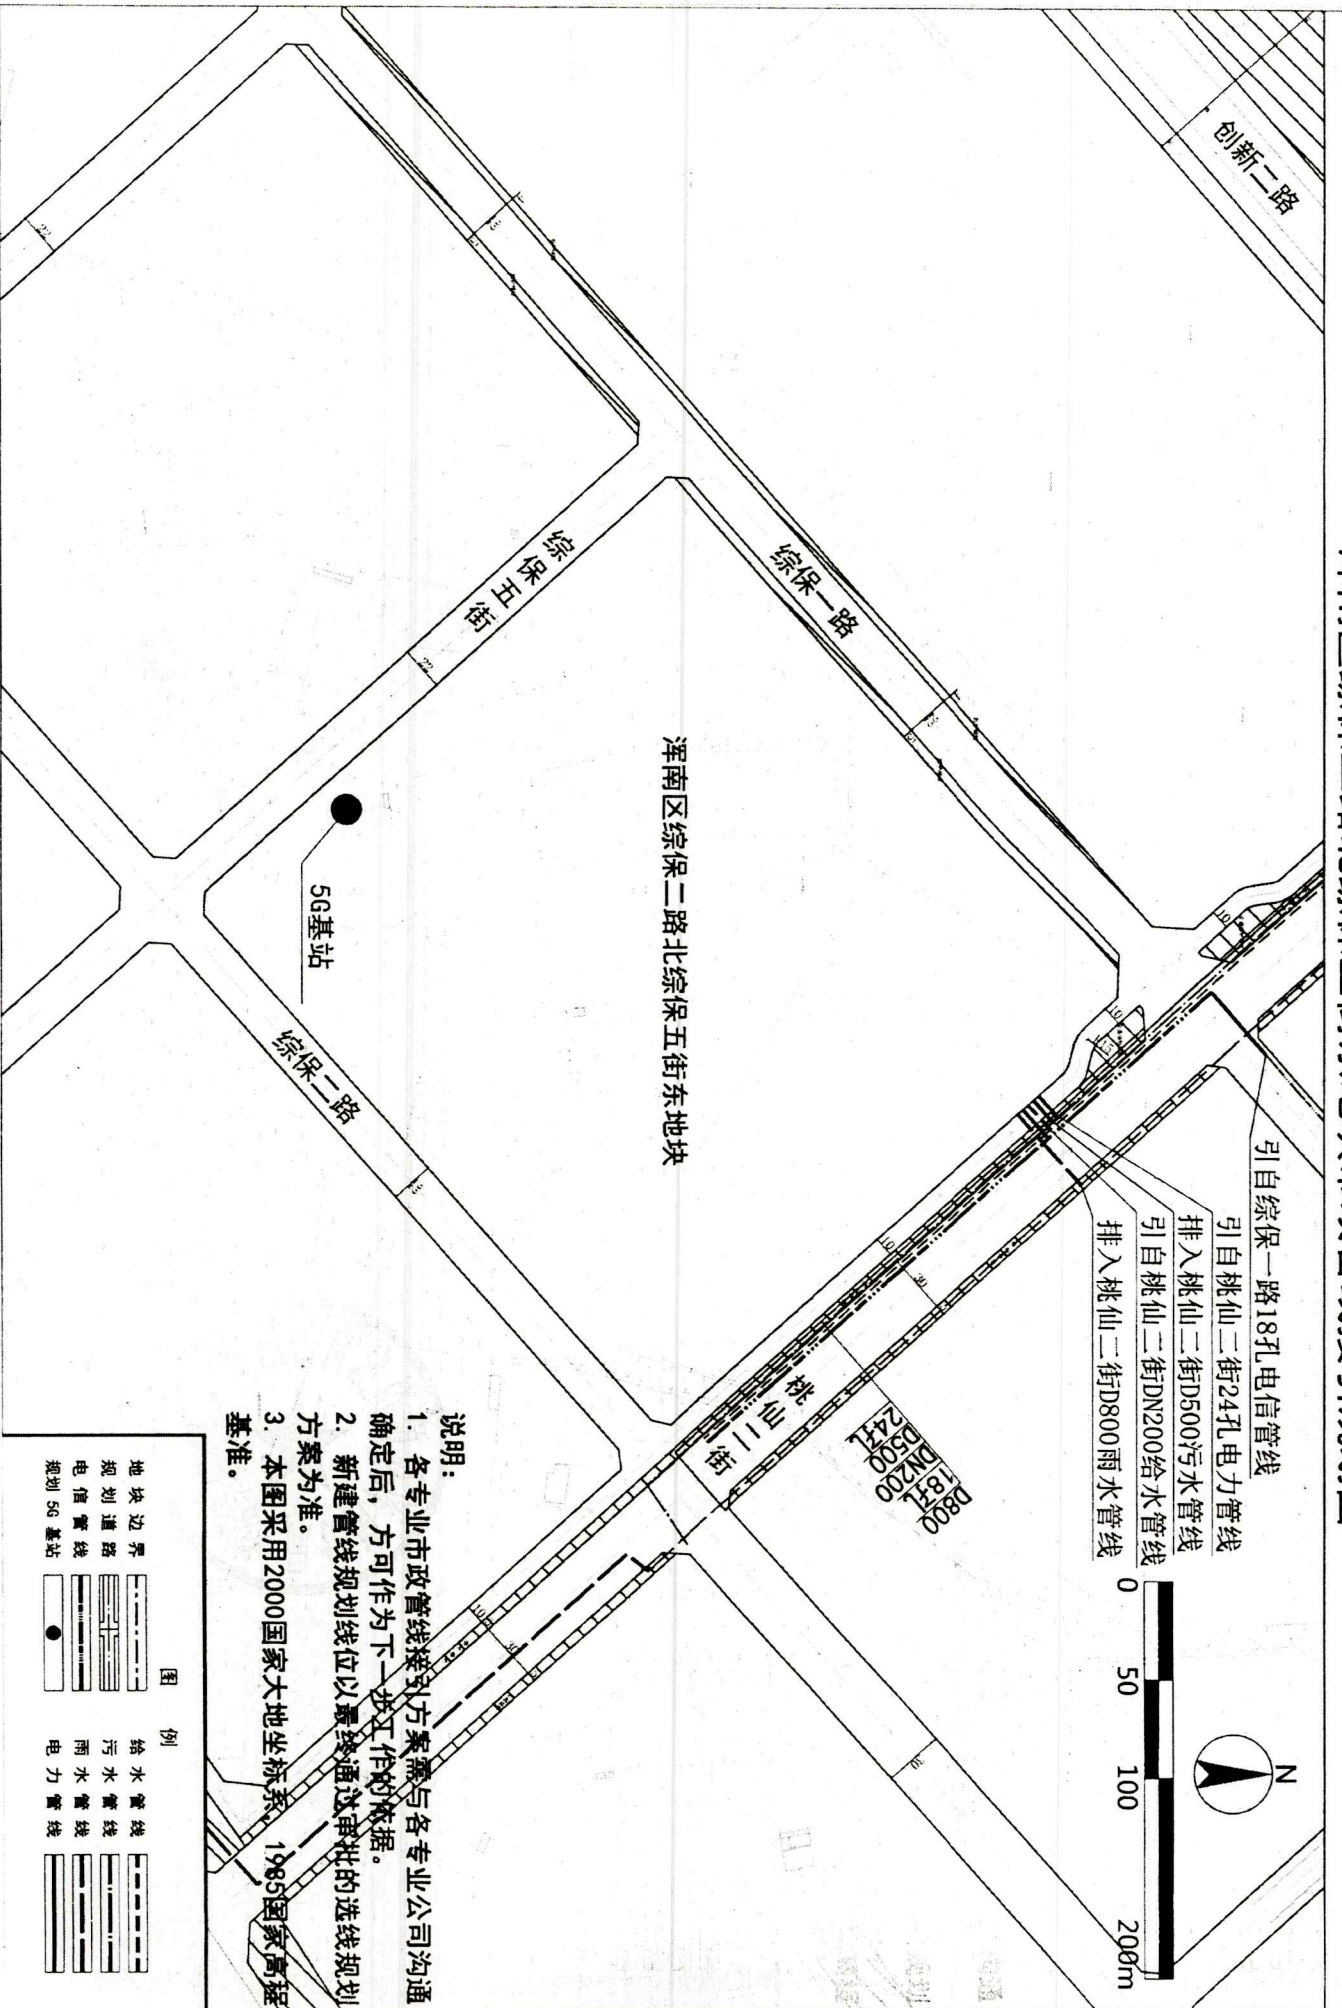 创新二路
综保一路
综保五街
浑南区综保二路北综保五街东地块
5G基站
综保二路
桃仙二街
引自综保一路18孔电信管线
引自桃仙二街24孔电力管线
排入桃仙二街D500污水管线
引自桃仙二街DN200给水管线
排入桃仙二街D800雨水管线
D800
18孔
DN200
D500
24孔
N
0 50 100 200m
22
22
10
10
15
10
30
10
30
说明:
1. 各专业市政管线接引方案需与各专业公司沟通
确定后，方可作为下一步工作的依据。
2. 新建管线规划线位以最终通过审批的选线规划
方案为准。
3. 本图采用2000国家大地坐标系，1985国家高程
基准。
图例
地块边界 给水管线
规划道路 污水管线
电信管线 雨水管线
规划5G基站 电力管线